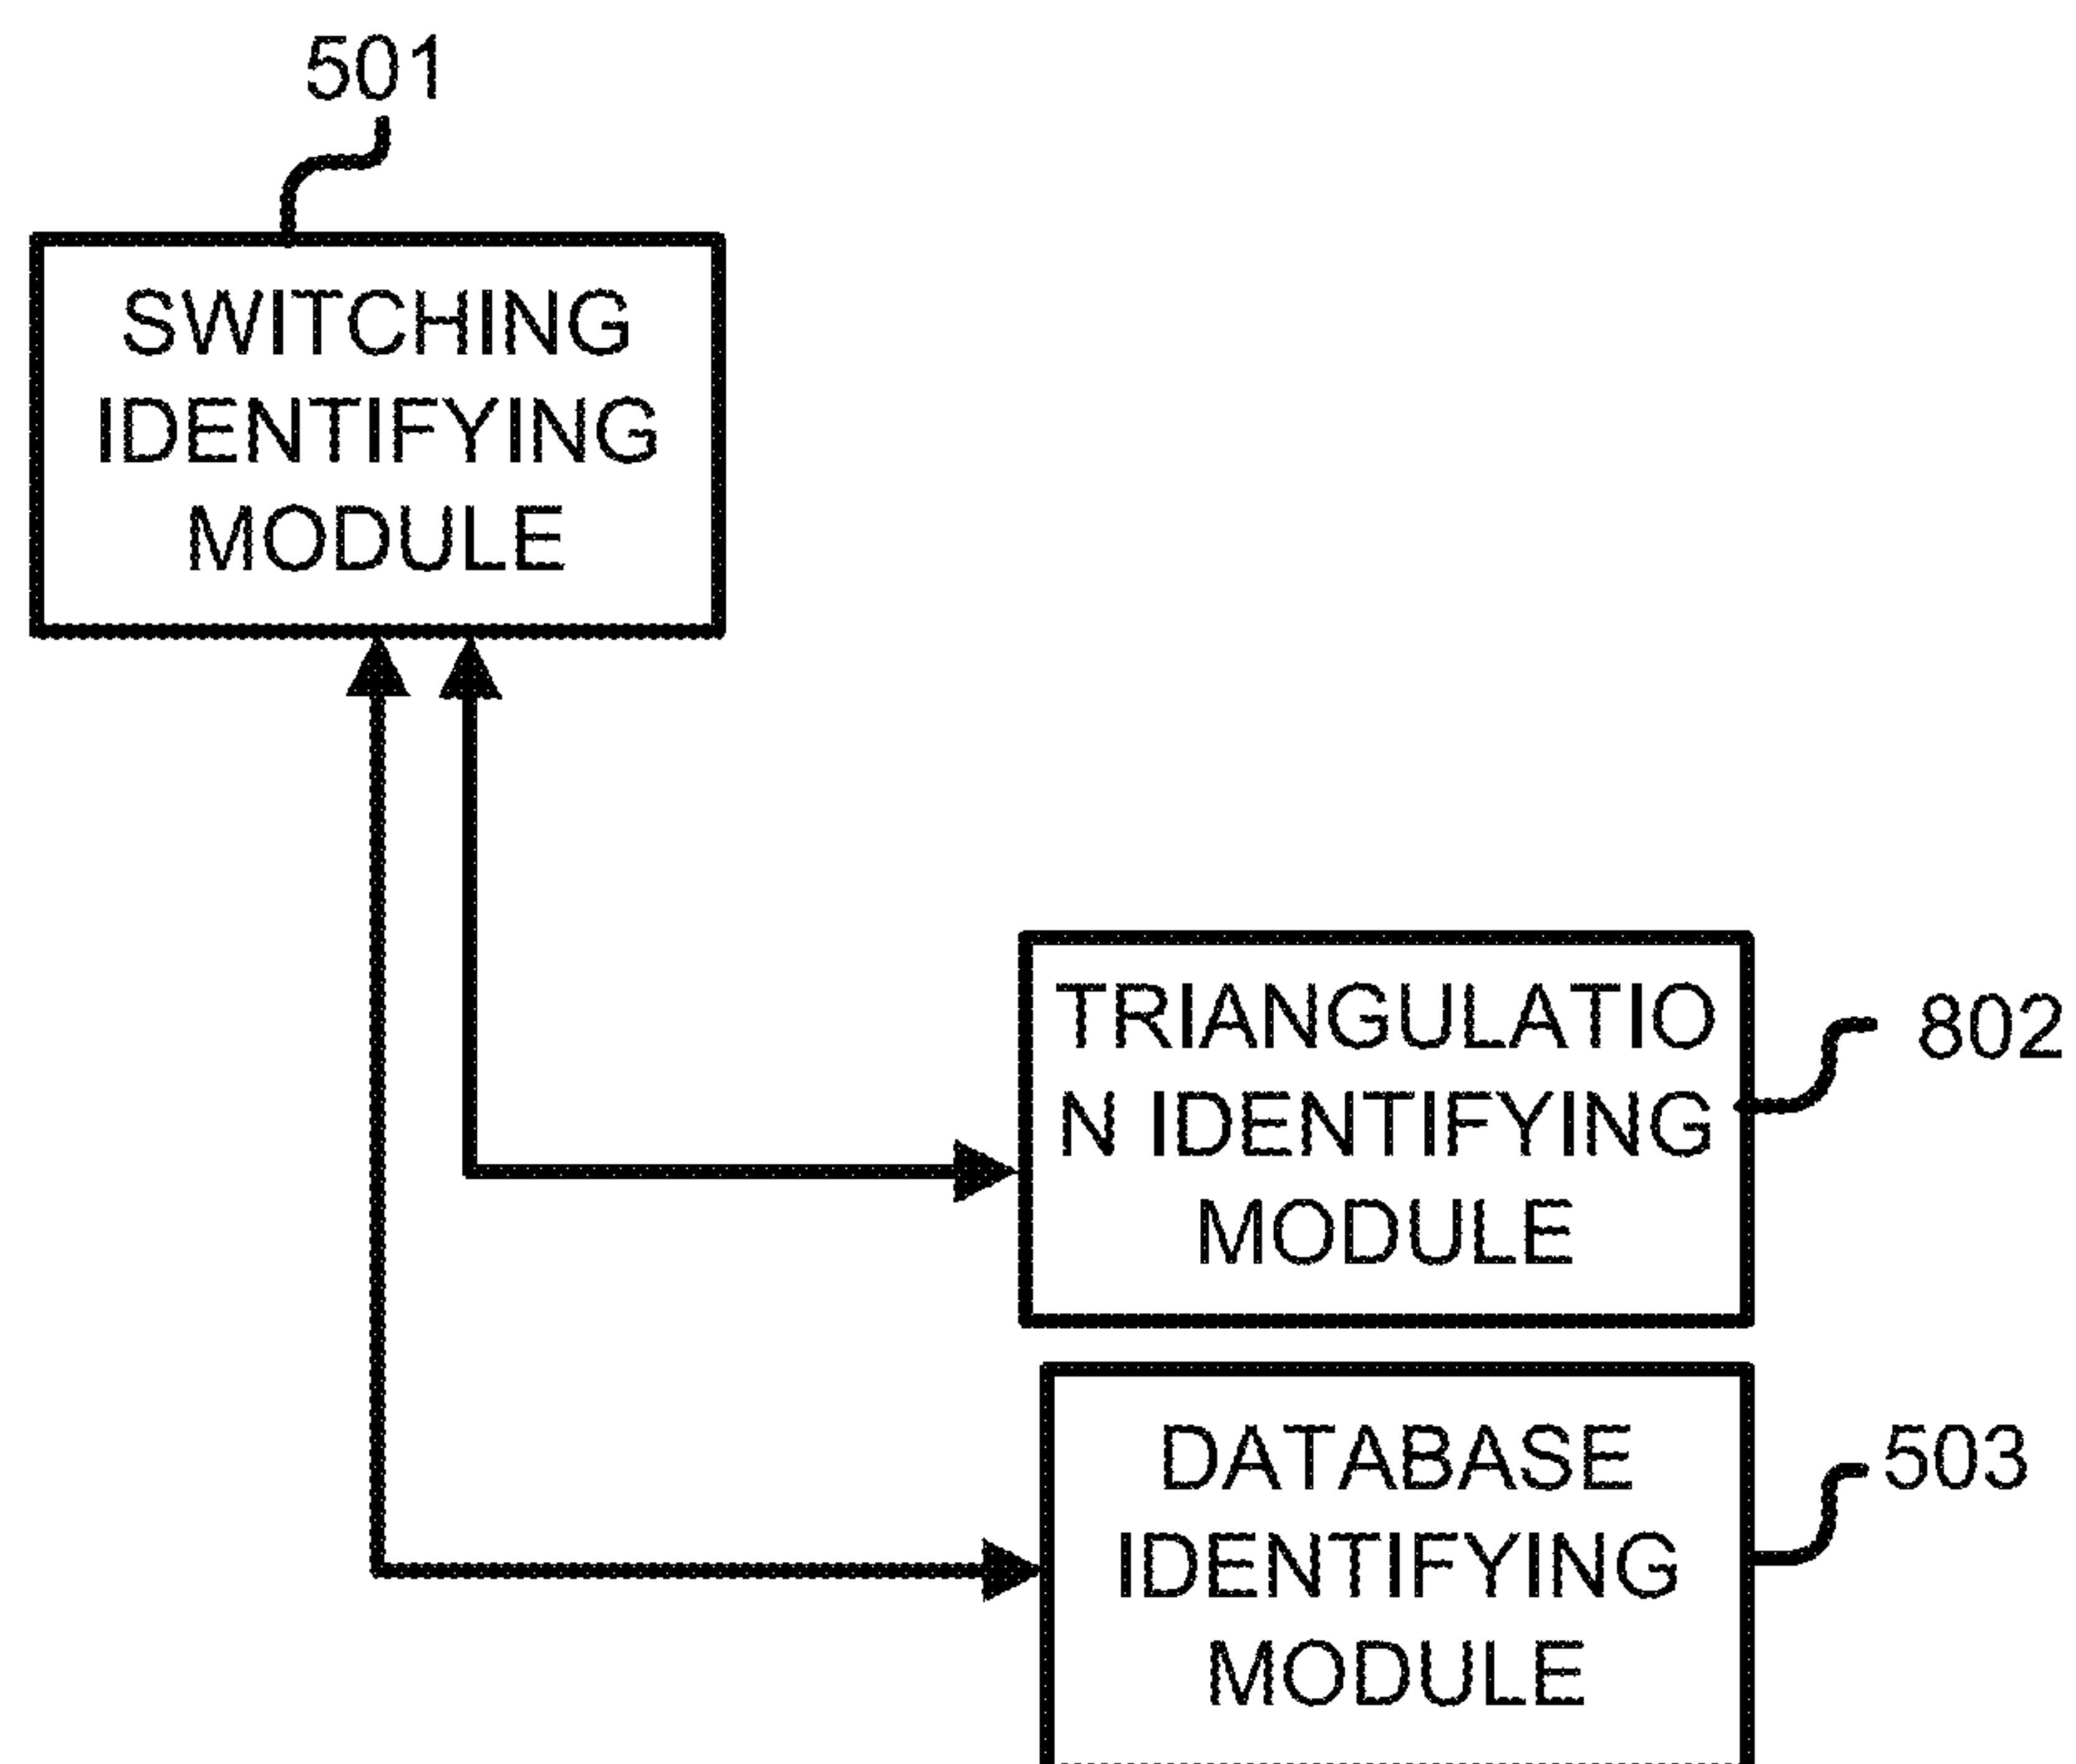 501
SWITCHING
IDENTIFYING
MODULE
TRIANGULATIO
N IDENTIFYING
MODULE
802
DATABASE
IDENTIFYING
MODULE
503